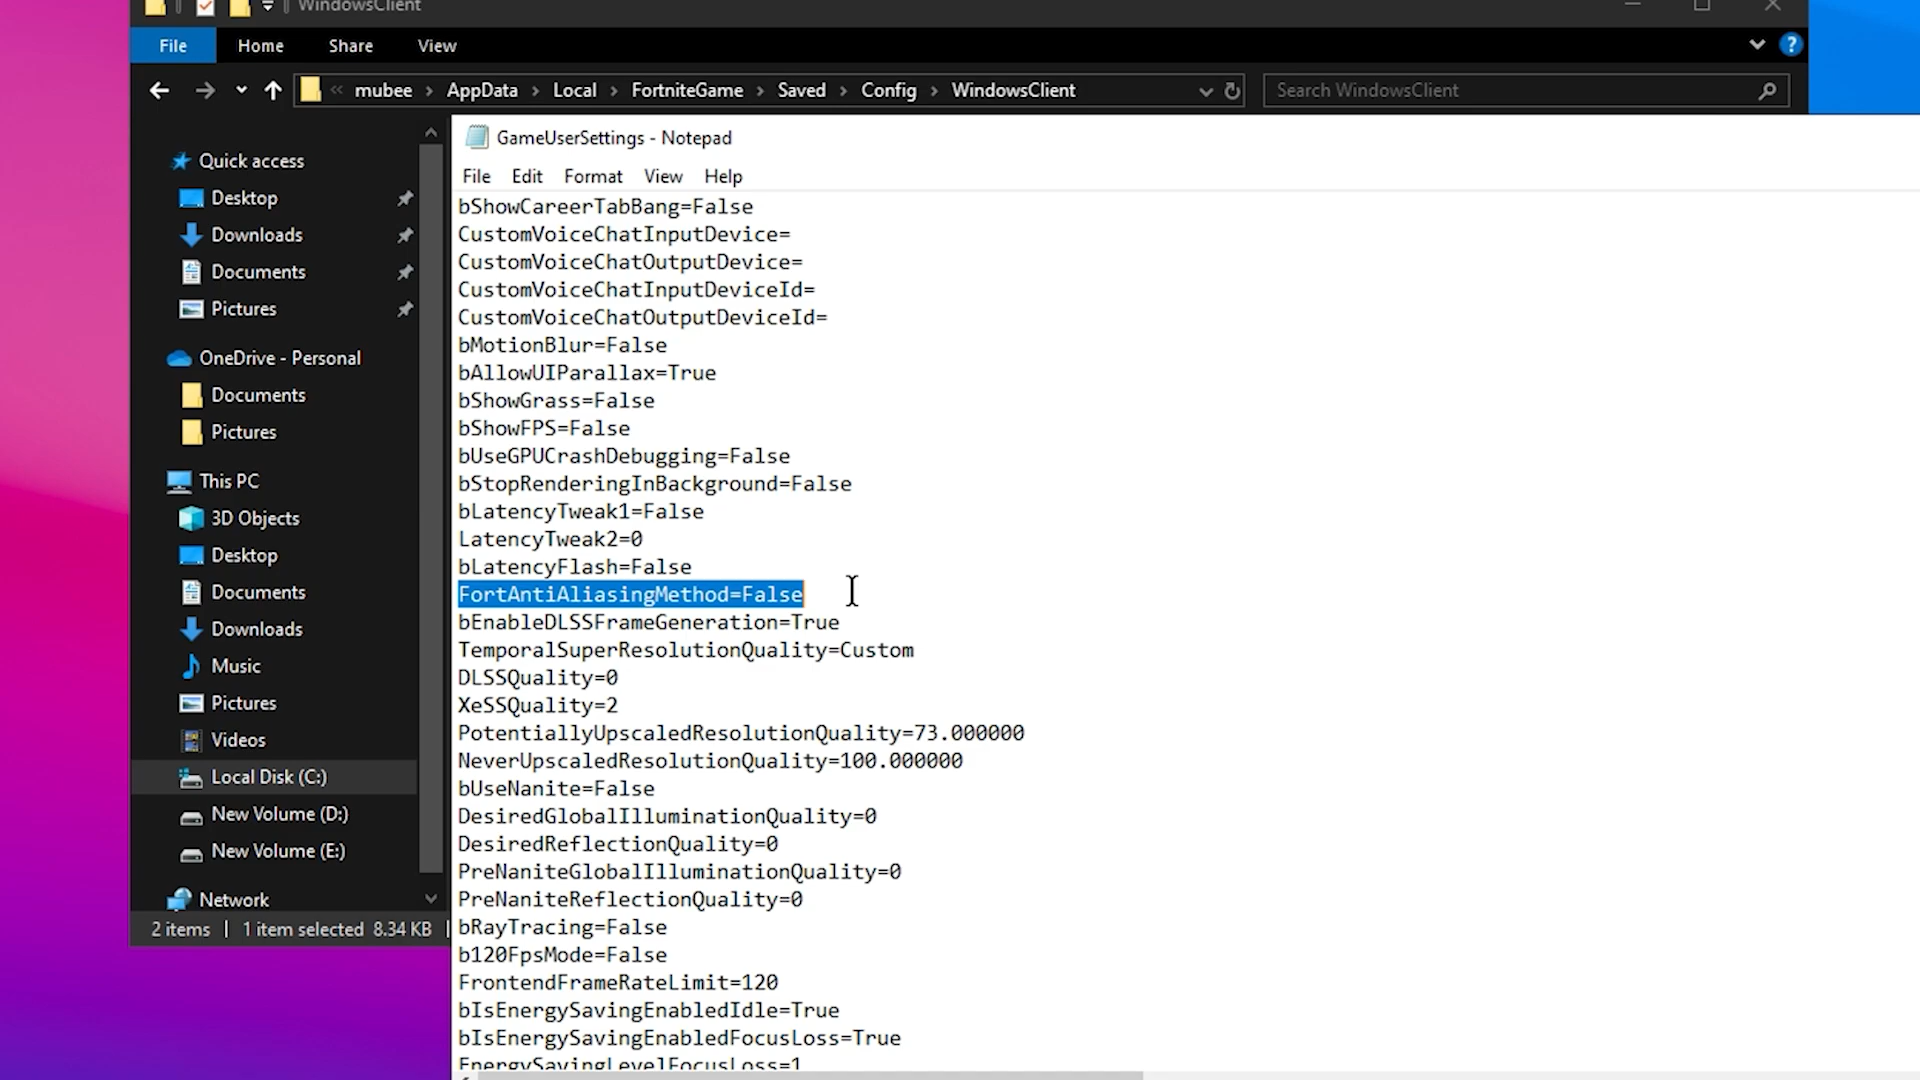 WindowsClient
File Home Share View
« mubee > AppData > Local > FortniteGame > Saved > Config > WindowsClient
Search WindowsClient
Quick access
Desktop
Downloads
Documents
Pictures
OneDrive - Personal
Documents
Pictures
This PC
3D Objects
Desktop
Documents
Downloads
Music
Pictures
Videos
Local Disk (C:)
New Volume (D:)
New Volume (E:)
Network
2 items | 1 item selected 8.34 KB |
GameUserSettings - Notepad
File Edit Format View Help
bShowCareerTabBang=False
CustomVoiceChatInputDevice=
CustomVoiceChatOutputDevice=
CustomVoiceChatInputDeviceId=
CustomVoiceChatOutputDeviceId=
bMotionBlur=False
bAllowUIParallax=True
bShowGrass=False
bShowFPS=False
bUseGPUCrashDebugging=False
bStopRenderingInBackground=False
bLatencyTweak1=False
LatencyTweak2=0
bLatencyFlash=False
FortAntiAliasingMethod=False
bEnableDLSSFrameGeneration=True
TemporalSuperResolutionQuality=Custom
DLSSQuality=0
XeSSQuality=2
PotentiallyUpscaledResolutionQuality=73.000000
NeverUpscaledResolutionQuality=100.000000
bUseNanite=False
DesiredGlobalIlluminationQuality=0
DesiredReflectionQuality=0
PreNaniteGlobalIlluminationQuality=0
PreNaniteReflectionQuality=0
bRayTracing=False
b120FpsMode=False
FrontendFrameRateLimit=120
bIsEnergySavingEnabledIdle=True
bIsEnergySavingEnabledFocusLoss=True
EnergySavingLevelFocusLoss=1